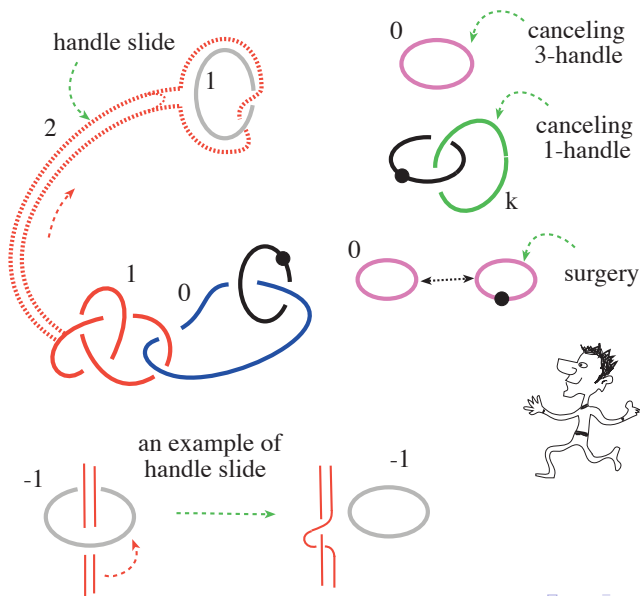 handle slide
2
1
1
0
0
canceling
3-handle
canceling
1-handle
k
0
surgery
an example of
handle slide
-1
-1